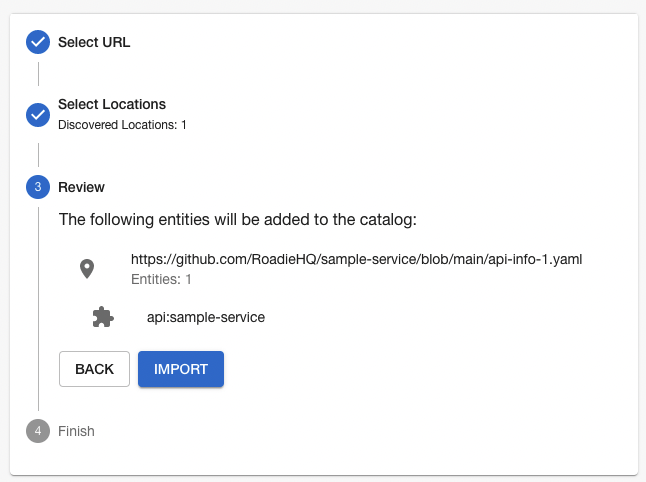 Select URL
Select Locations
Discovered Locations: 1
3 Review
The following entities will be added to the catalog:
https://github.com/RoadieHQ/sample-service/blob/main/api-info-1.yaml
Entities: 1
api:sample-service
BACK IMPORT
4 Finish